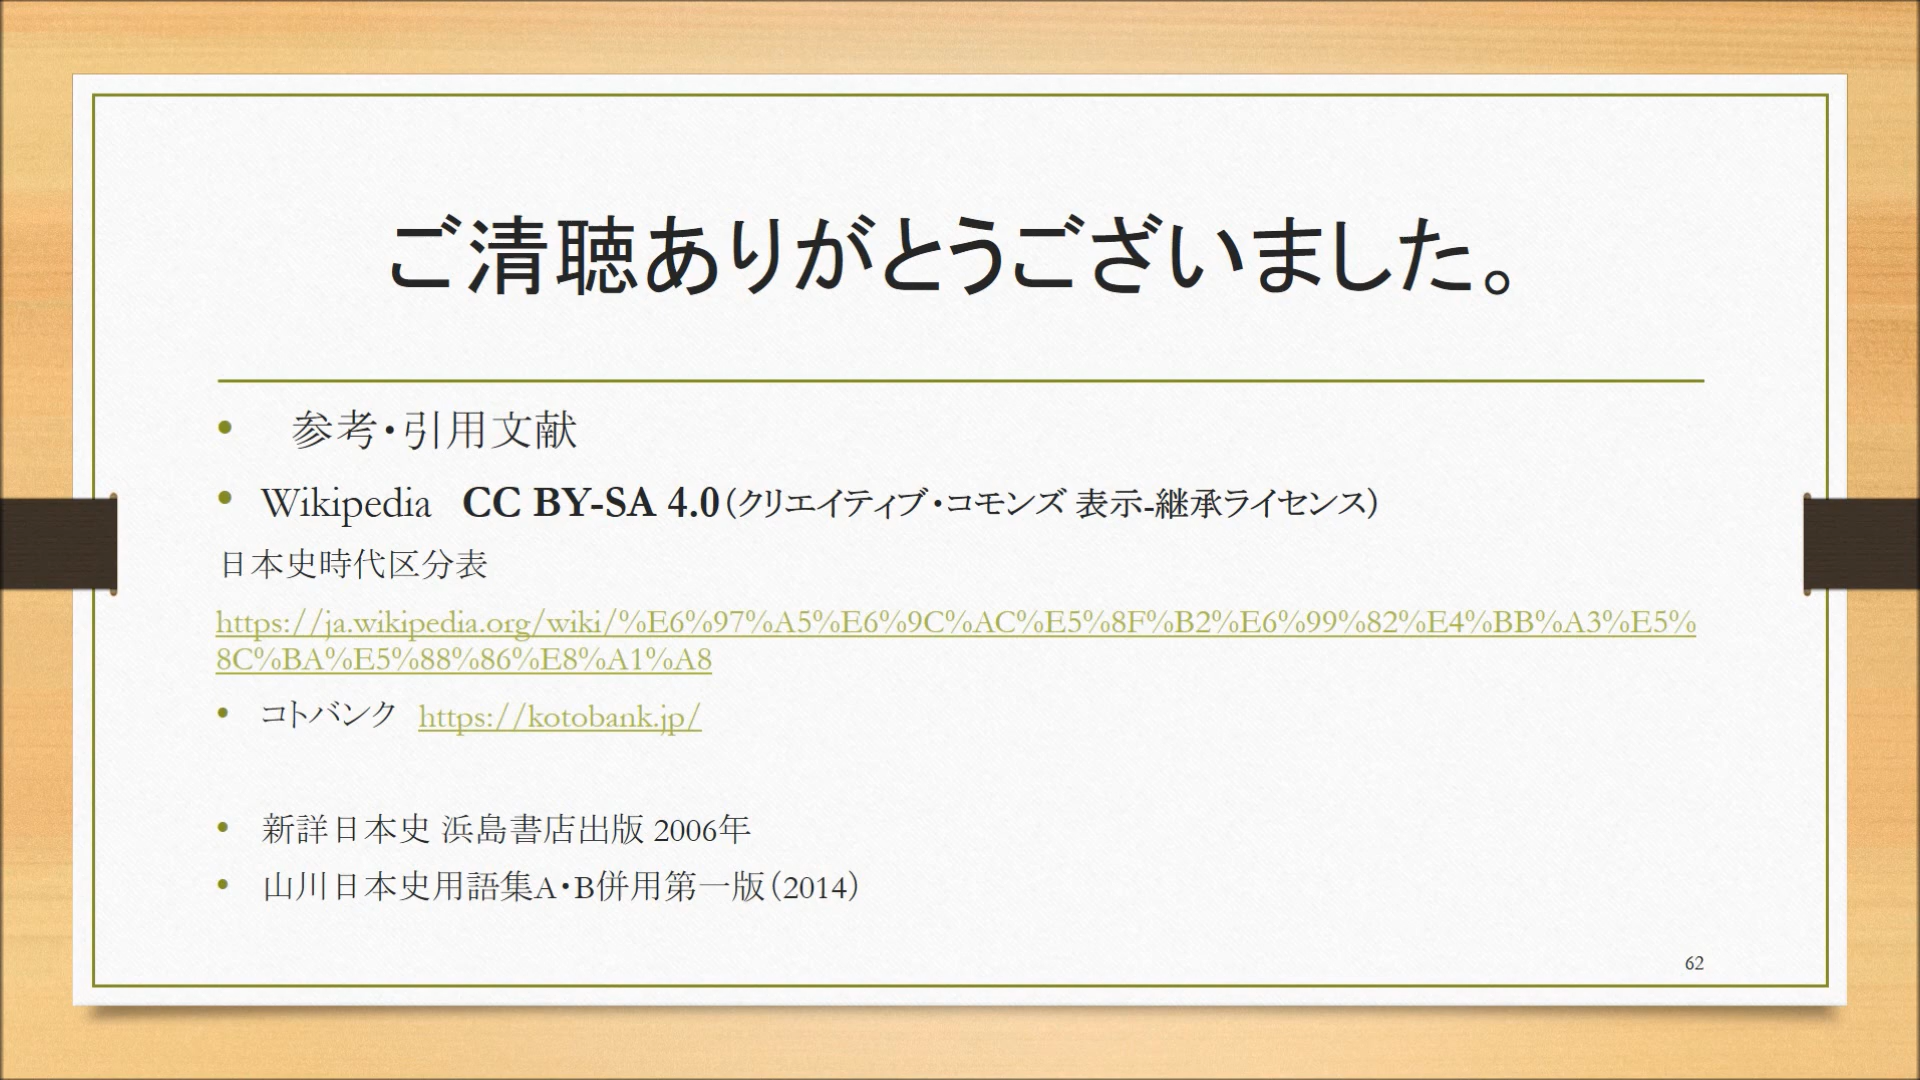 ご清聴ありがとうございました。
• 参考・引用文献
• Wikipedia CC BY-SA 4.0（クリエイティブ・コモンズ 表示-継承ライセンス）
日本史時代区分表
https://ja.wikipedia.org/wiki/%E6%97%A5%E6%9C%AC%E5%8F%B2%E6%99%82%E4%BB%A3%E5%
8C%BA%E5%88%86%E8%A1%A8
• コトバンク https://kotobank.jp/
• 新詳日本史 浜島書店出版 2006年
• 山川日本史用語集A・B併用第一版（2014）
62